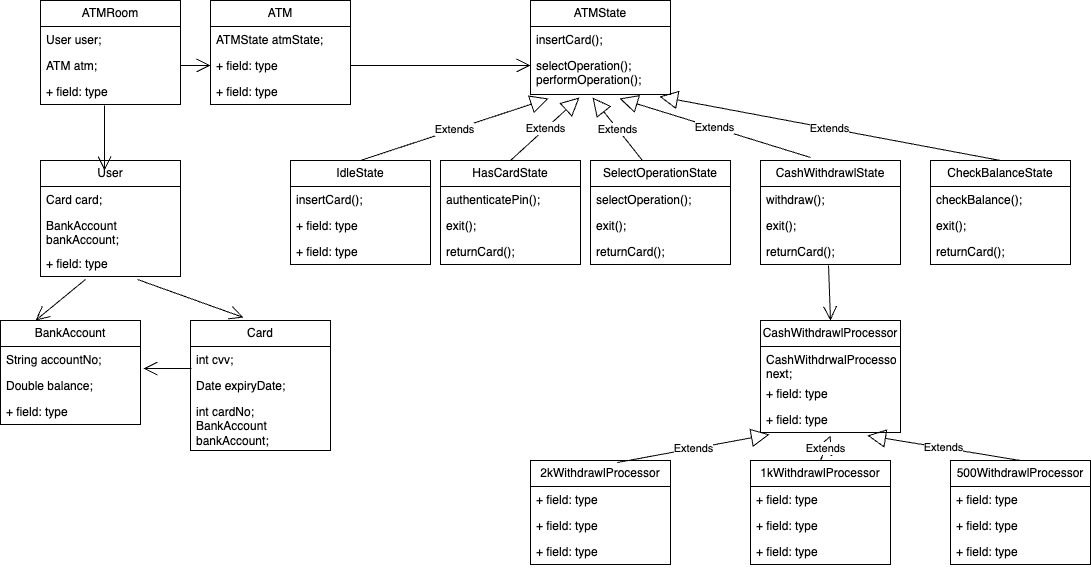 ATMRoom
User user;
ATM atm;
+ field: type
ATM
ATMState atmState;
+ field: type
+ field: type
ATMState
insertCard();
selectOperation();
performOperation();
Extends
Extends
Extends
Extends
Extends
User
Card card;
BankAccount
bankAccount;
+ field: type
IdleState
insertCard();
+ field: type
+ field: type
HasCardState
authenticatePin();
exit();
returnCard();
SelectOperationState
selectOperation();
exit();
returnCard();
CashWithdrawlState
withdraw();
exit();
returnCard();
CheckBalanceState
checkBalance();
exit();
returnCard();
BankAccount
String accountNo;
Double balance;
+ field: type
Card
int cvv;
Date expiryDate;
int cardNo;
BankAccount
bankAccount;
CashWithdrawlProcessor
CashWithdrwalProcesso
next;
+ field: type
+ field: type
Extends
Extends
Extends
2kWithdrawlProcessor
+ field: type
+ field: type
+ field: type
1kWithdrawlProcessor
+ field: type
+ field: type
+ field: type
500WithdrawlProcessor
+ field: type
+ field: type
+ field: type